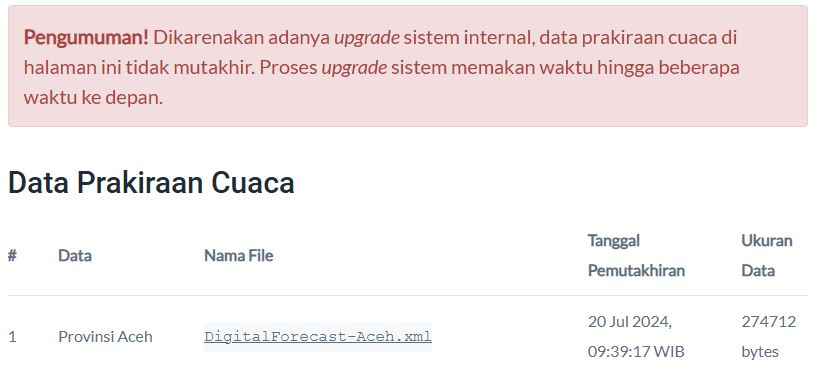 Pengumuman! Dikarenakan adanya upgrade sistem internal, data prakiraan cuaca di
halaman ini tidak mutakhir. Proses upgrade sistem memakan waktu hingga beberapa
waktu ke depan.
Data Prakiraan Cuaca
# Data Nama File Tanggal Pemutakhiran Ukuran Data
1 Provinsi Aceh DigitalForecast-Aceh.xml 20 Jul 2024, 09:39:17 WIB 274712 bytes